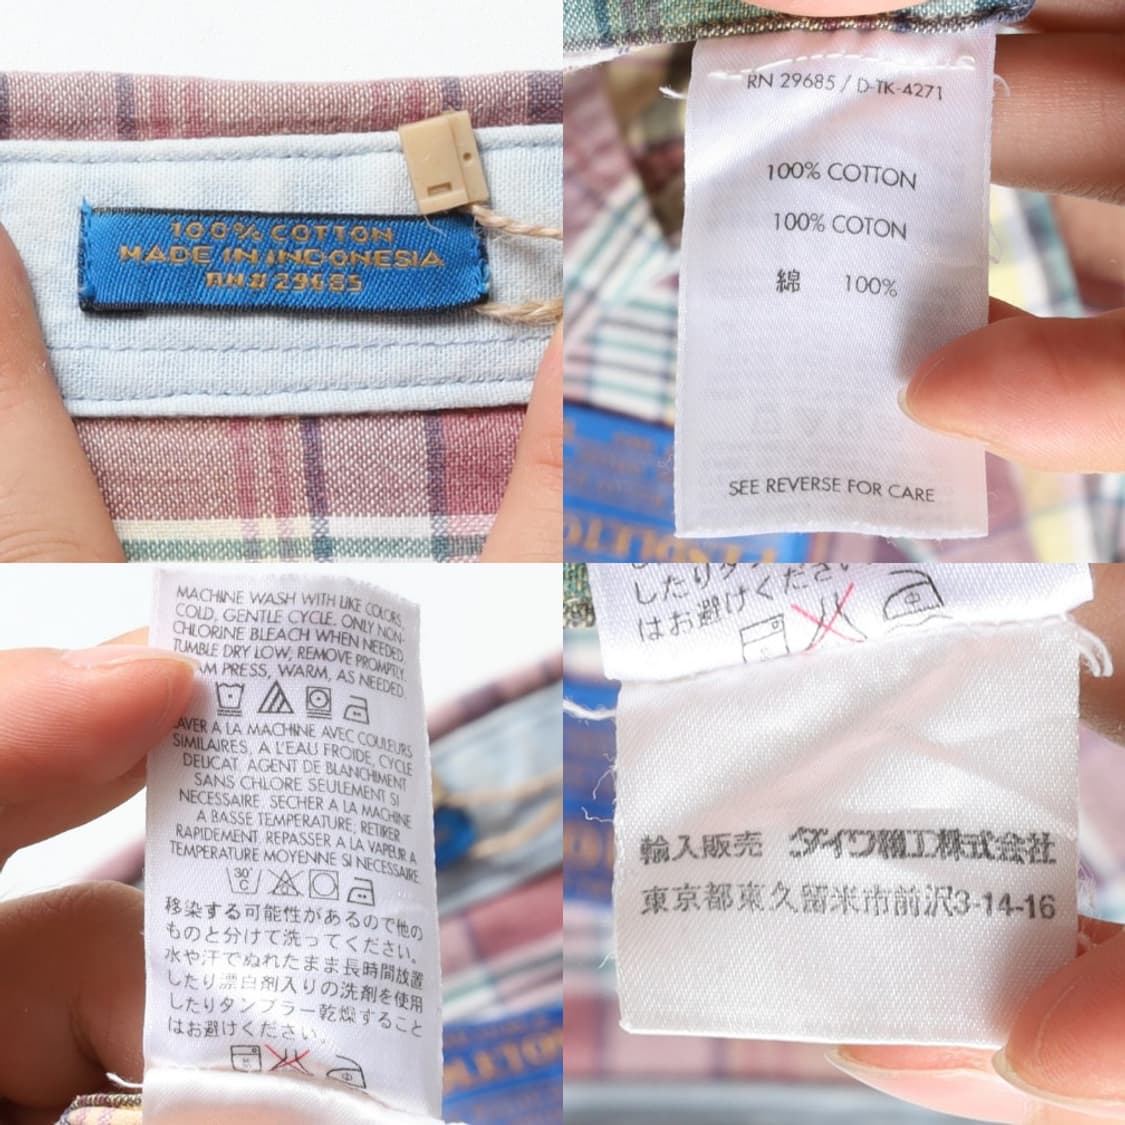 100% COTTON
MADE IN INDONESIA
RN# 29685
RN 29685 / D-TK-4271
100% COTTON
100% COTON
綿 100%
SEE REVERSE FOR CARE
MACHINE WASH WITH LIKE COLORS,
COLD, GENTLE CYCLE. ONLY NON-
CHLORINE BLEACH WHEN NEEDED.
TUMBLE DRY LOW, REMOVE PROMPTLY.
PRESS, WARM, AS NEEDED.
LAVER A LA MACHINE AVEC COULEURS
SIMILAIRES, A L'EAU FROIDE, CYCLE
DELICAT. AGENT DE BLANCHIMENT
SANS CHLORE SEULEMENT SI
NECESSAIRE. SECHER A LA MACHINE
A BASSE TEMPERATURE, RETIRER
RAPIDEMENT. REPASSER A LA VAPEUR A
TEMPERATURE MOYENNE SI NECESSAIRE.
30°
C
移染する可能性があるので他の
ものと分けて洗ってください。
水や汗でぬれたまま長時間放置
したり漂白剤入りの洗剤を使用
したりタンブラー乾燥すること
はお避けください。
はお避けください
輸入販売 ダイワ機工株式会社
東京都東久留米市前沢3-14-16